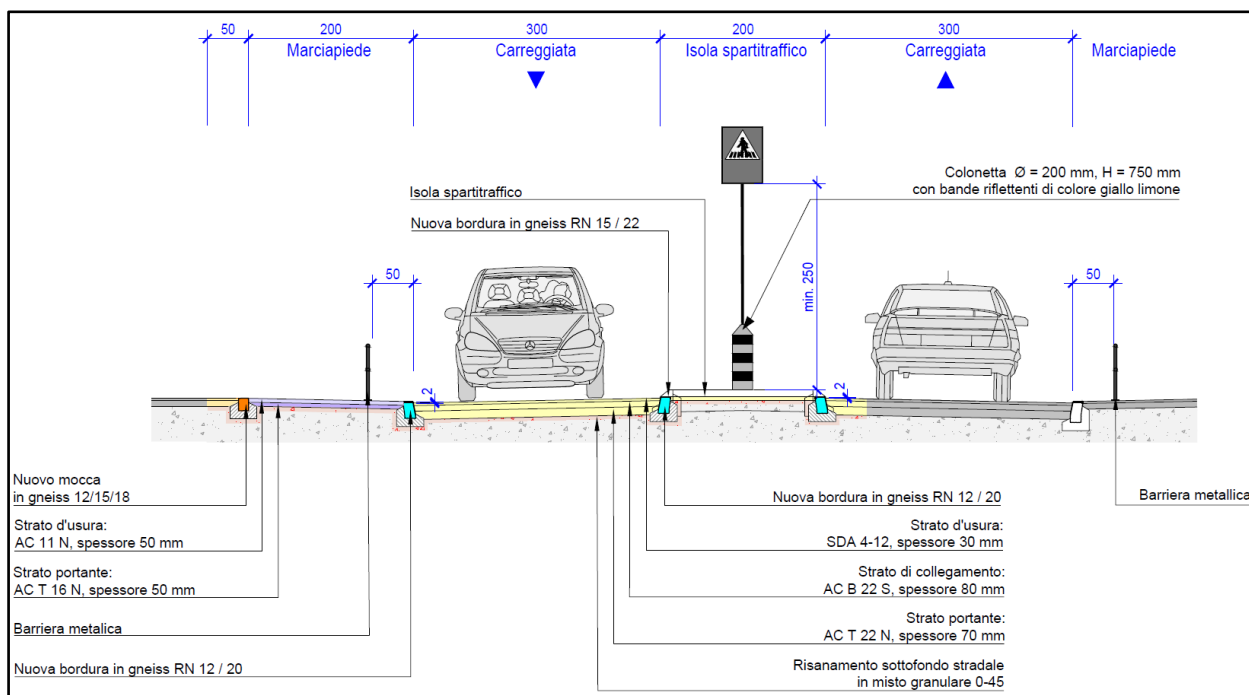 50
200
300
200
300
Marciapiede
Carreggiata
Isola spartitraffico
Carreggiata
Marciapiede
Colonetta Ø = 200 mm, H = 750 mm
con bande riflettenti di colore giallo limone
Isola spartitraffico
Nuova bordura in gneiss RN 15 / 22
50
min. 250
50
2
2
Nuovo mocca
in gneiss 12/15/18
Strato d'usura:
AC 11 N, spessore 50 mm
Strato portante:
AC T 16 N, spessore 50 mm
Barriera metalica
Nuova bordura in gneiss RN 12 / 20
Nuova bordura in gneiss RN 12 / 20
Strato d'usura:
SDA 4-12, spessore 30 mm
Strato di collegamento:
AC B 22 S, spessore 80 mm
Strato portante:
AC T 22 N, spessore 70 mm
Risanamento sottofondo stradale
in misto granulare 0-45
Barriera metallica